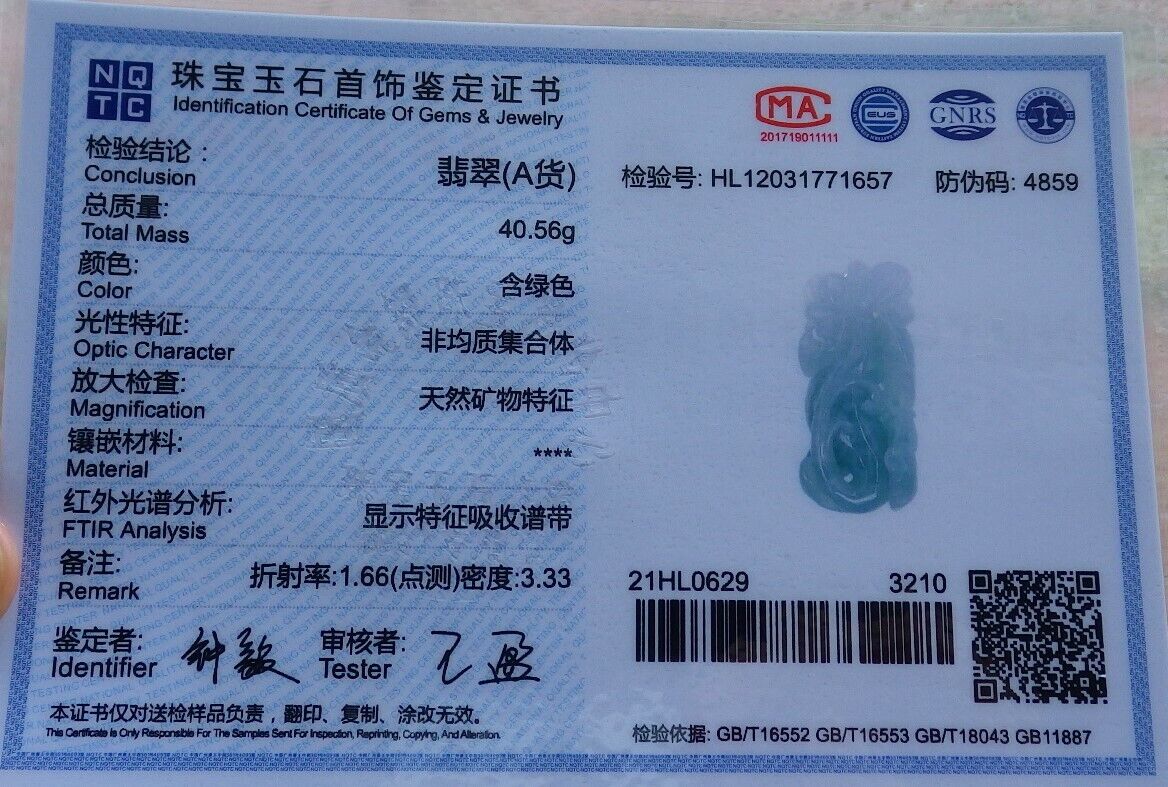 NQ
TC
珠宝玉石首饰鉴定证书
Identification Certificate Of Gems & Jewelry
检验结论：
Conclusion
翡翠(A货)
总质量:
Total Mass
40.56g
颜色:
Color
含绿色
光性特征:
Optic Character
非均质集合体
放大检查:
Magnification
天然矿物特征
镶嵌材料:
Material
****
红外光谱分析:
FTIR Analysis
显示特征吸收谱带
备注:
Remark
折射率:1.66(点测)密度:3.33
鉴定者:
Identifier
审核者:
Tester
本证书仅对送检样品负责，翻印、复制、涂改无效。
This Certificate is Only Responsible For The Samples Sent For Inspection, Reprinting, Copying, And Alteration.
MA
201719011111
EUS
GNRS
检验号: HL12031771657
防伪码: 4859
21HL0629
3210
检验依据: GB/T16552 GB/T16553 GB/T18043 GB11887